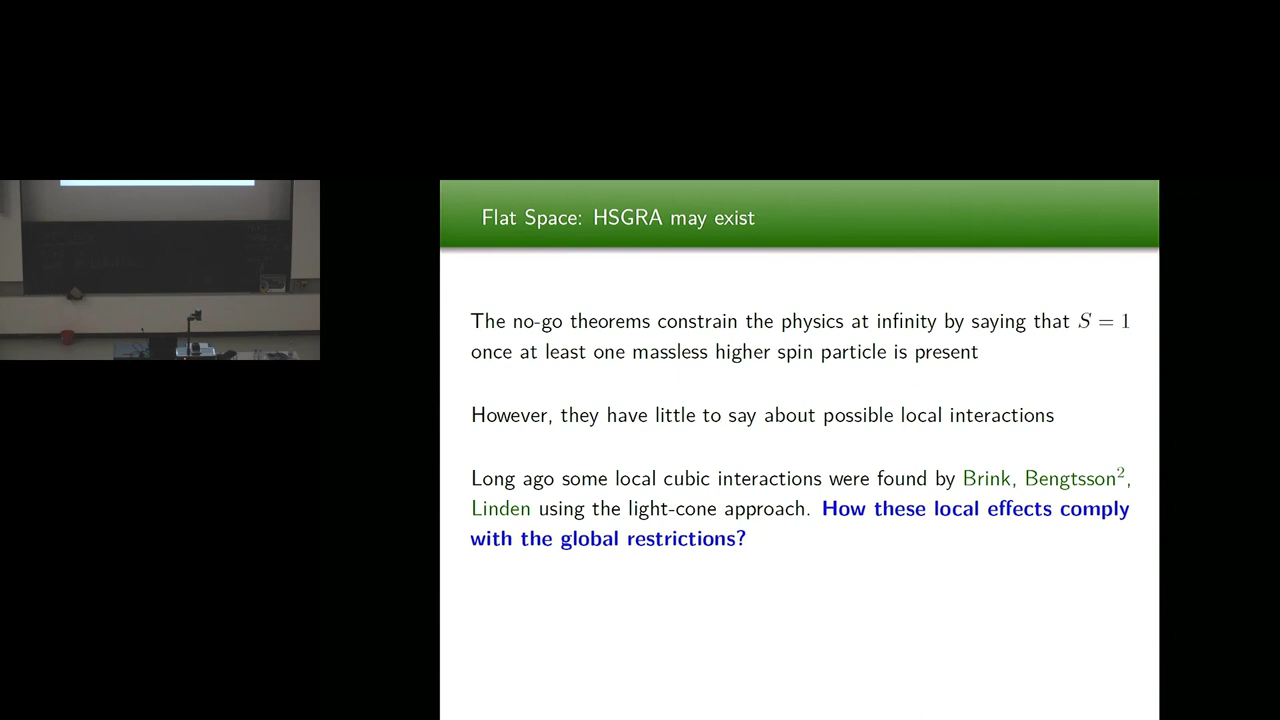 Flat Space: HSGRA may exist
The no-go theorems constrain the physics at infinity by saying that S = 1
once at least one massless higher spin particle is present
However, they have little to say about possible local interactions
Long ago some local cubic interactions were found by Brink, Bengtsson²,
Linden using the light-cone approach. How these local effects comply
with the global restrictions?